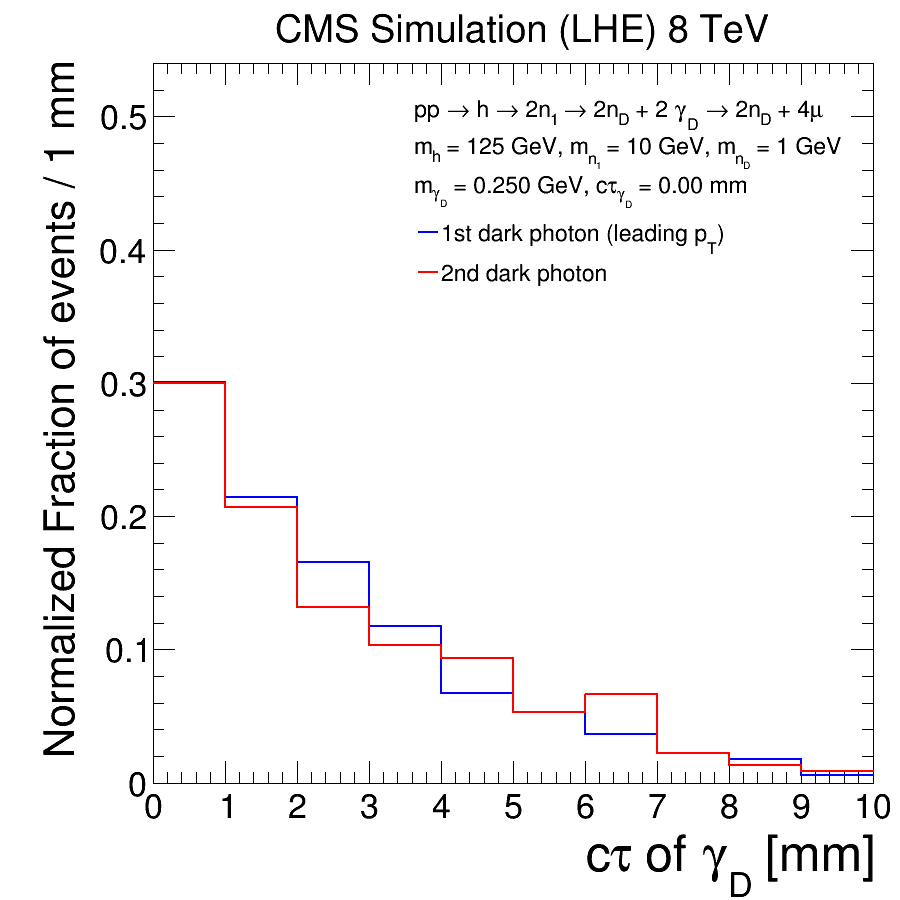 CMS Simulation (LHE) 8 TeV
Normalized Fraction of events / 1 mm
pp → h → 2n1 → 2nD + 2 γD → 2nD + 4μ
mh = 125 GeV, mn1 = 10 GeV, mnD = 1 GeV
mγD = 0.250 GeV, cτγD = 0.00 mm
1st dark photon (leading pT)
2nd dark photon
0.5
0.4
0.3
0.2
0.1
0
0 1 2 3 4 5 6 7 8 9 10
cτ of γD [mm]